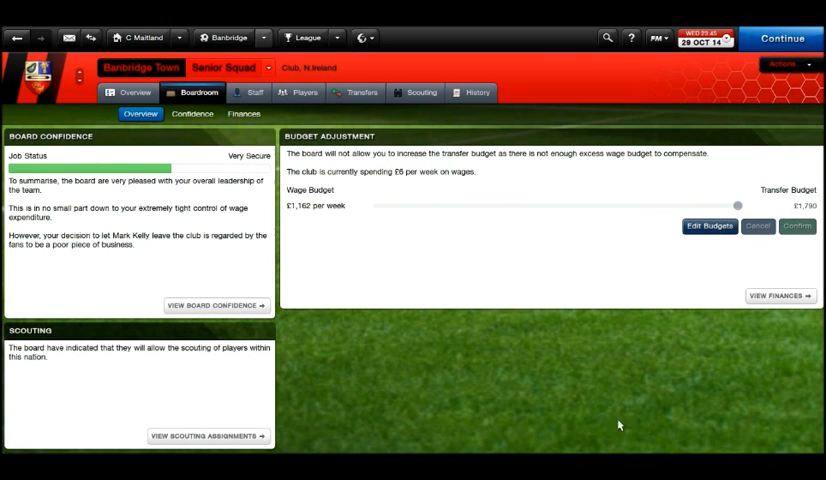 C Maitland
Banbridge
League
?
FM
WED 23:45
29 OCT 14
Continue
Banbridge Town
Senior Squad
Club, N.Ireland
Actions
Overview
Boardroom
Staff
Players
Transfers
Scouting
History
Overview
Confidence
Finances
BOARD CONFIDENCE
Job Status
Very Secure
To summarise, the board are very pleased with your overall leadership of
the team.
This is in no small part down to your extremely tight control of wage
expenditure.
However, your decision to let Mark Kelly leave the club is regarded by the
fans to be a poor piece of business.
VIEW BOARD CONFIDENCE
BUDGET ADJUSTMENT
The board will not allow you to increase the transfer budget as there is not enough excess wage budget to compensate.
The club is currently spending £6 per week on wages.
Wage Budget
Transfer Budget
£1,162 per week
£1,790
Edit Budgets
Cancel
Confirm
VIEW FINANCES
SCOUTING
The board have indicated that they will allow the scouting of players within
this nation.
VIEW SCOUTING ASSIGNMENTS